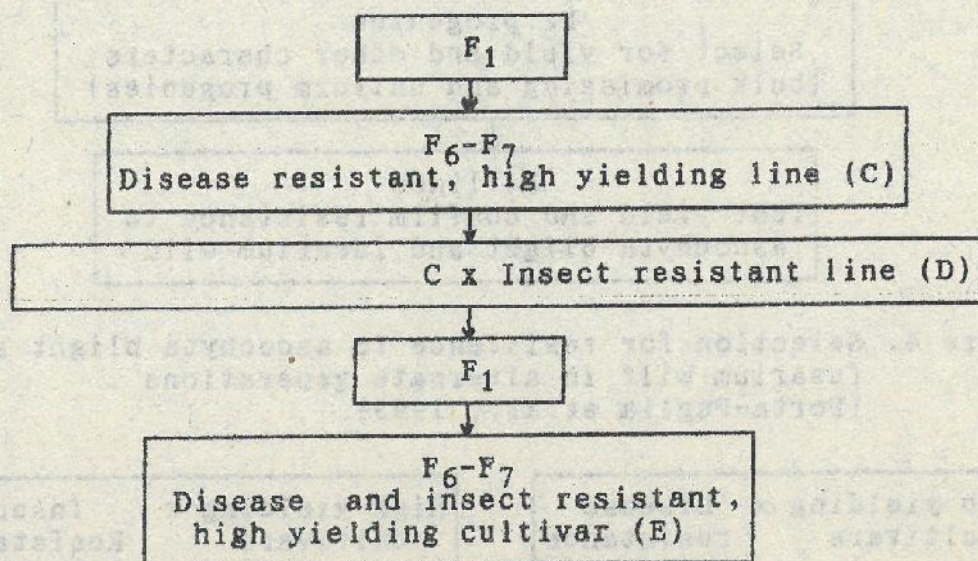 F₁
F₆-F₇
Disease resistant, high yielding line (C)
C x Insect resistant line (D)
F₁
F₆-F₇
Disease and insect resistant,
high yielding cultivar (E)